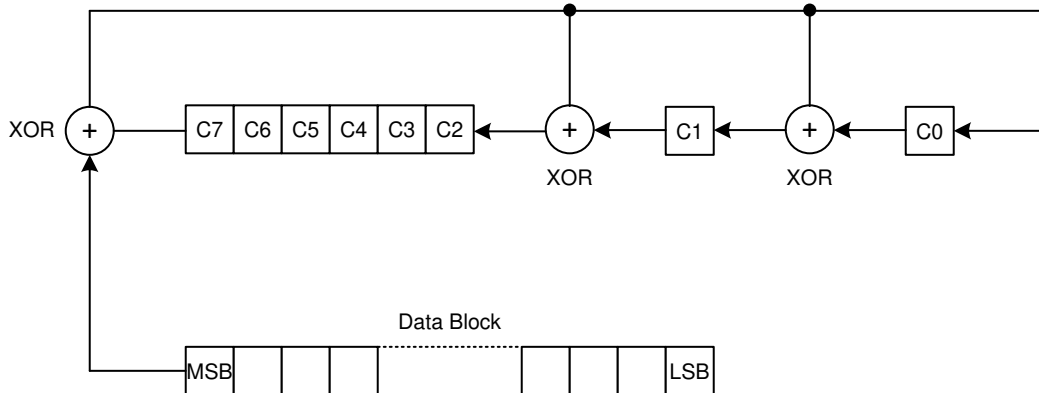 XOR + C7 C6 C5 C4 C3 C2 + C1 + C0
XOR XOR
Data Block
MSB LSB